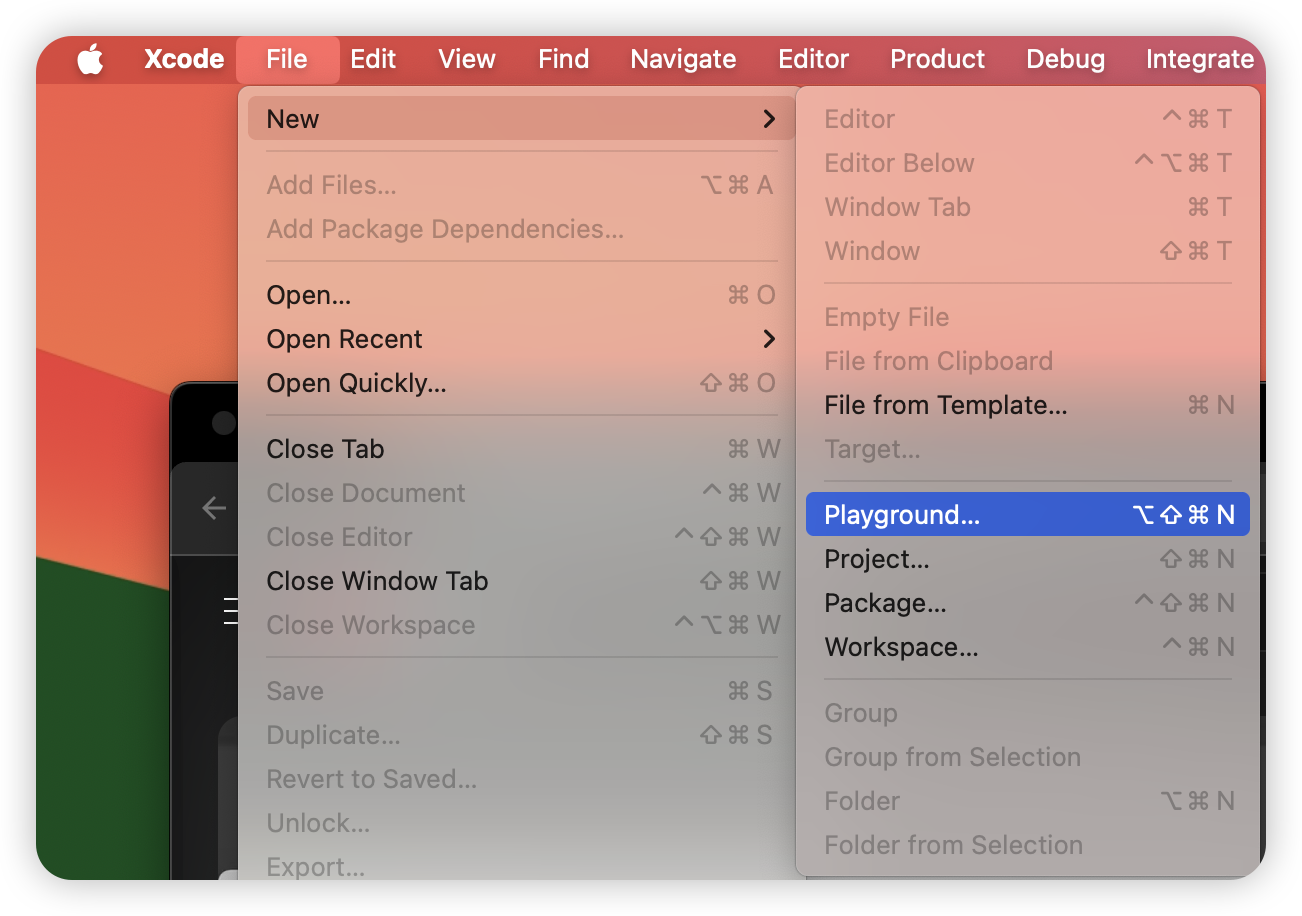 Xcode File Edit View Find Navigate Editor Product Debug Integrate
New
Add Files... ⌥⌘A
Add Package Dependencies...
Open... ⌘O
Open Recent
Open Quickly... ⇧⌘O
Close Tab ⌘W
Close Document ^⌘W
Close Editor ^⇧⌘W
Close Window Tab ⇧⌘W
Close Workspace ^⌥⌘W
Save ⌘S
Duplicate... ⇧⌘S
Revert to Saved...
Unlock...
Export...
Editor ^⌘T
Editor Below ^⌥⌘T
Window Tab ⌘T
Window ⇧⌘T
Empty File
File from Clipboard
File from Template... ⌘N
Target...
Playground... ⌥⇧⌘N
Project... ⇧⌘N
Package... ^⇧⌘N
Workspace... ^⌘N
Group
Group from Selection
Folder ⌥⌘N
Folder from Selection